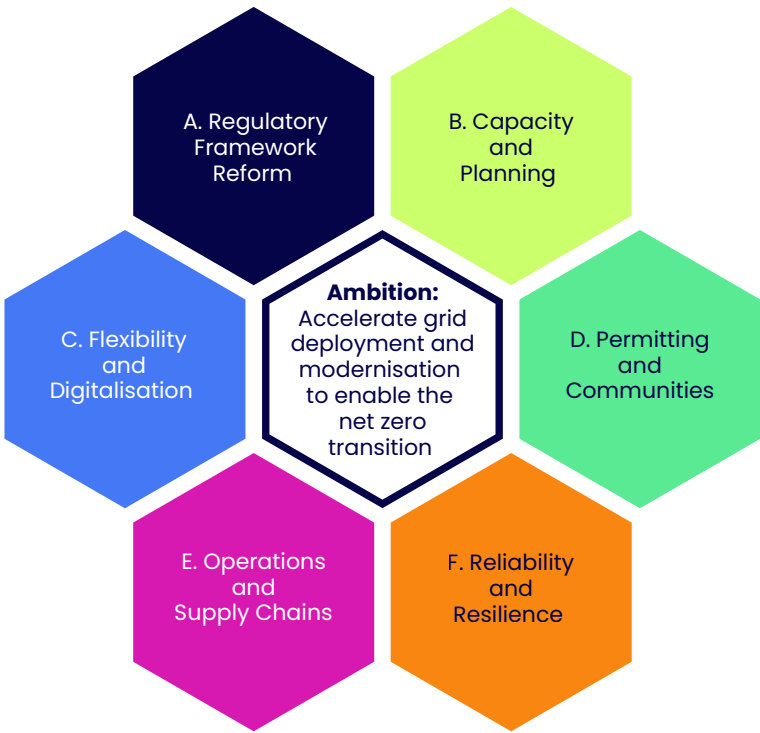 A. Regulatory
Framework
Reform
B. Capacity
and
Planning
C. Flexibility
and
Digitalisation
Ambition:
Accelerate grid
deployment and
modernisation
to enable the
net zero
transition
D. Permitting
and
Communities
E. Operations
and
Supply Chains
F. Reliability
and
Resilience